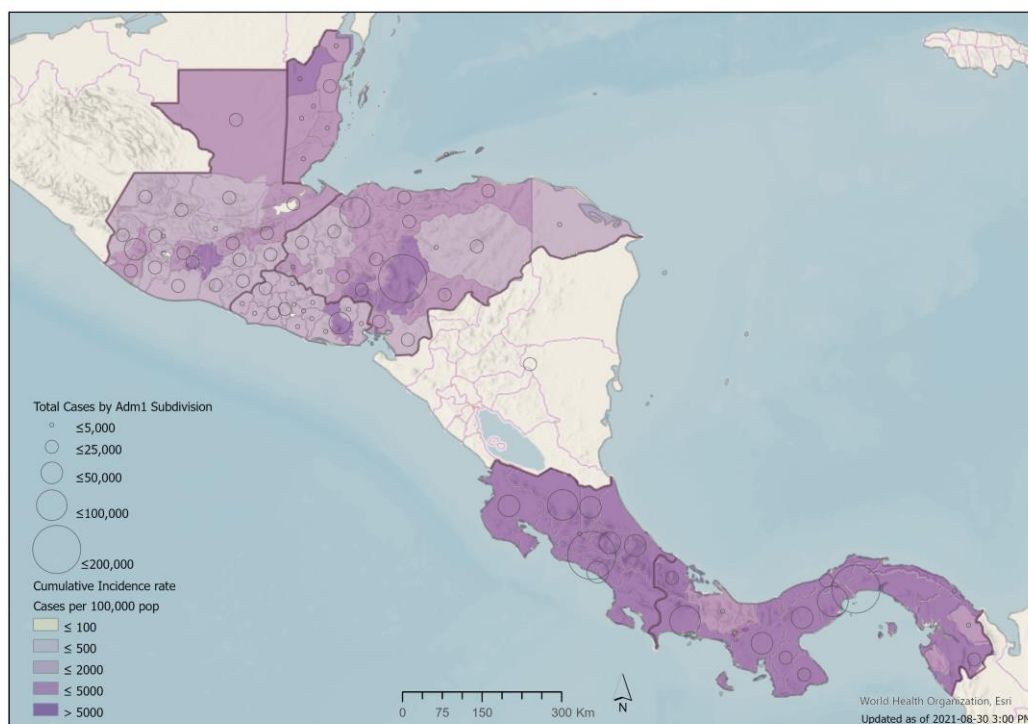 Total Cases by Adm1 Subdivision
≤5,000
≤25,000
≤50,000
≤100,000
≤200,000
Cumulative Incidence rate
Cases per 100,000 pop
≤ 100
≤ 500
≤ 2000
≤ 5000
> 5000
0 75 150 300 Km
N
World Health Organization, Esri
Updated as of 2021-08-30 3:00 PM